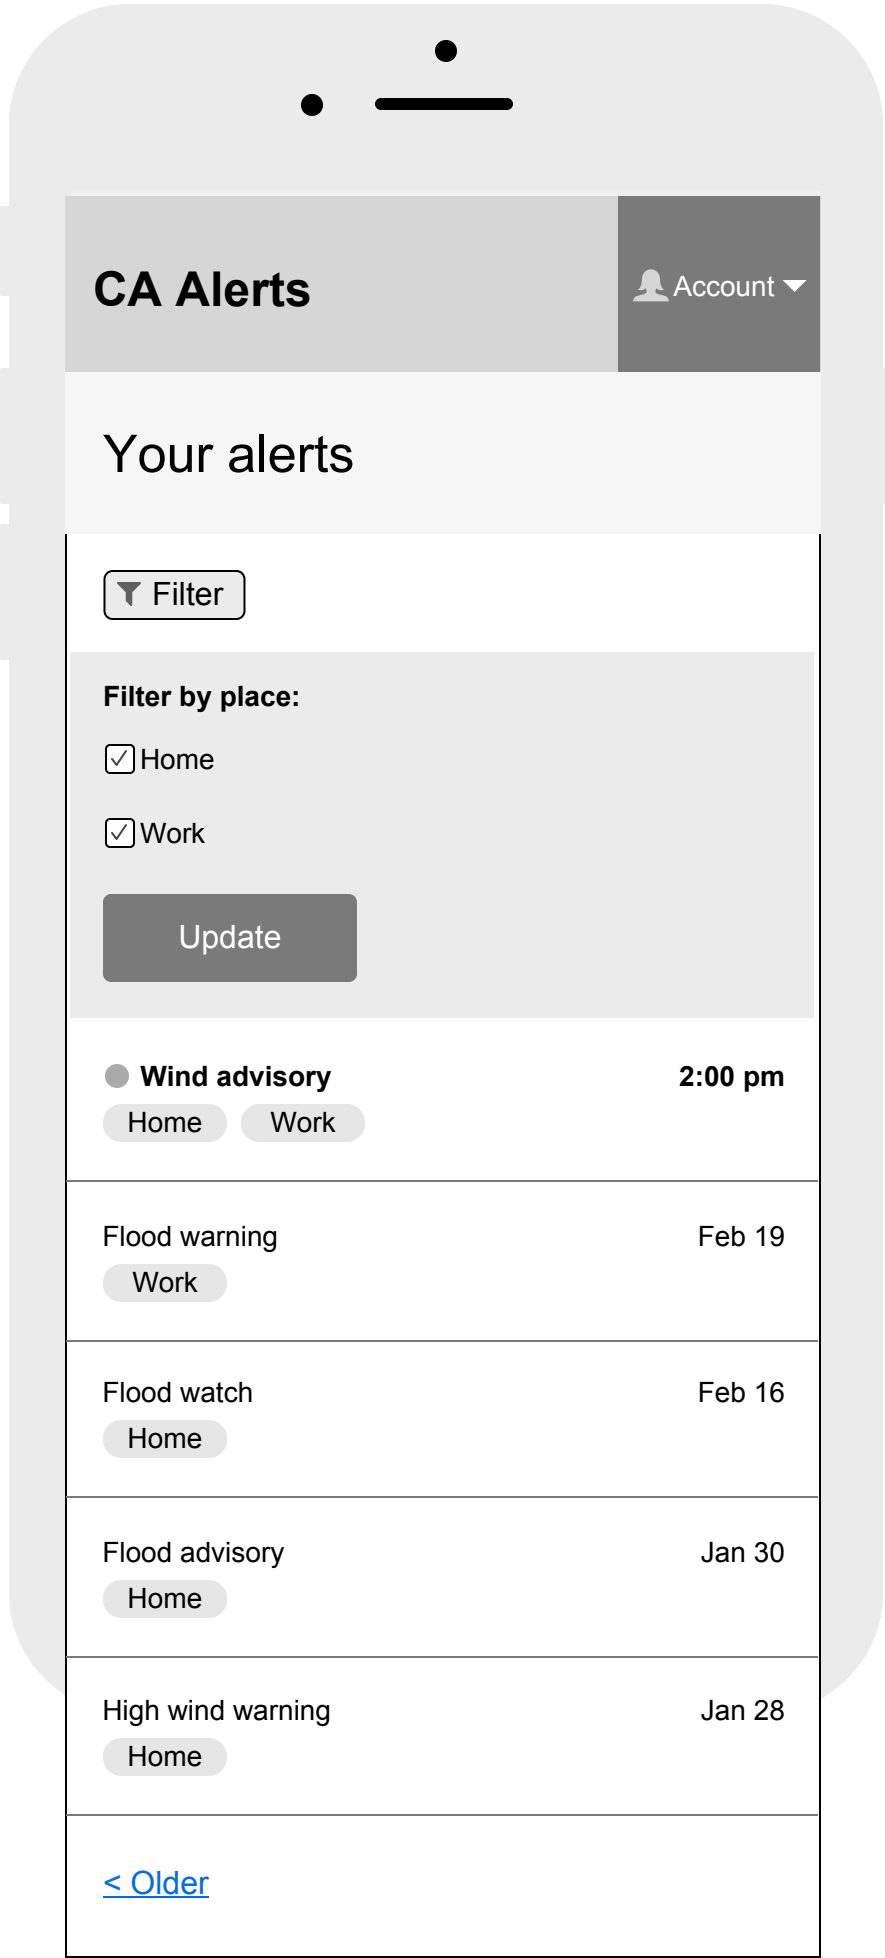 CA Alerts
Account
Your alerts
Filter
Filter by place:
Home
Work
Update
Wind advisory 2:00 pm
Home Work
Flood warning Feb 19
Work
Flood watch Feb 16
Home
Flood advisory Jan 30
Home
High wind warning Jan 28
Home
< Older